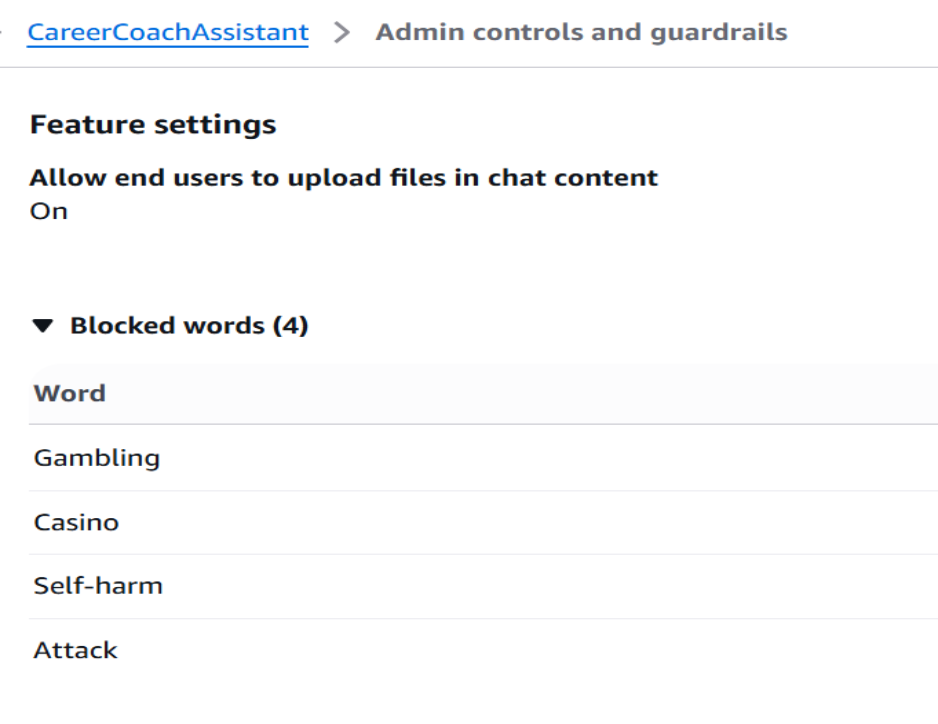 CareerCoachAssistant > Admin controls and guardrails
Feature settings
Allow end users to upload files in chat content
On
▼ Blocked words (4)
Word
Gambling
Casino
Self-harm
Attack